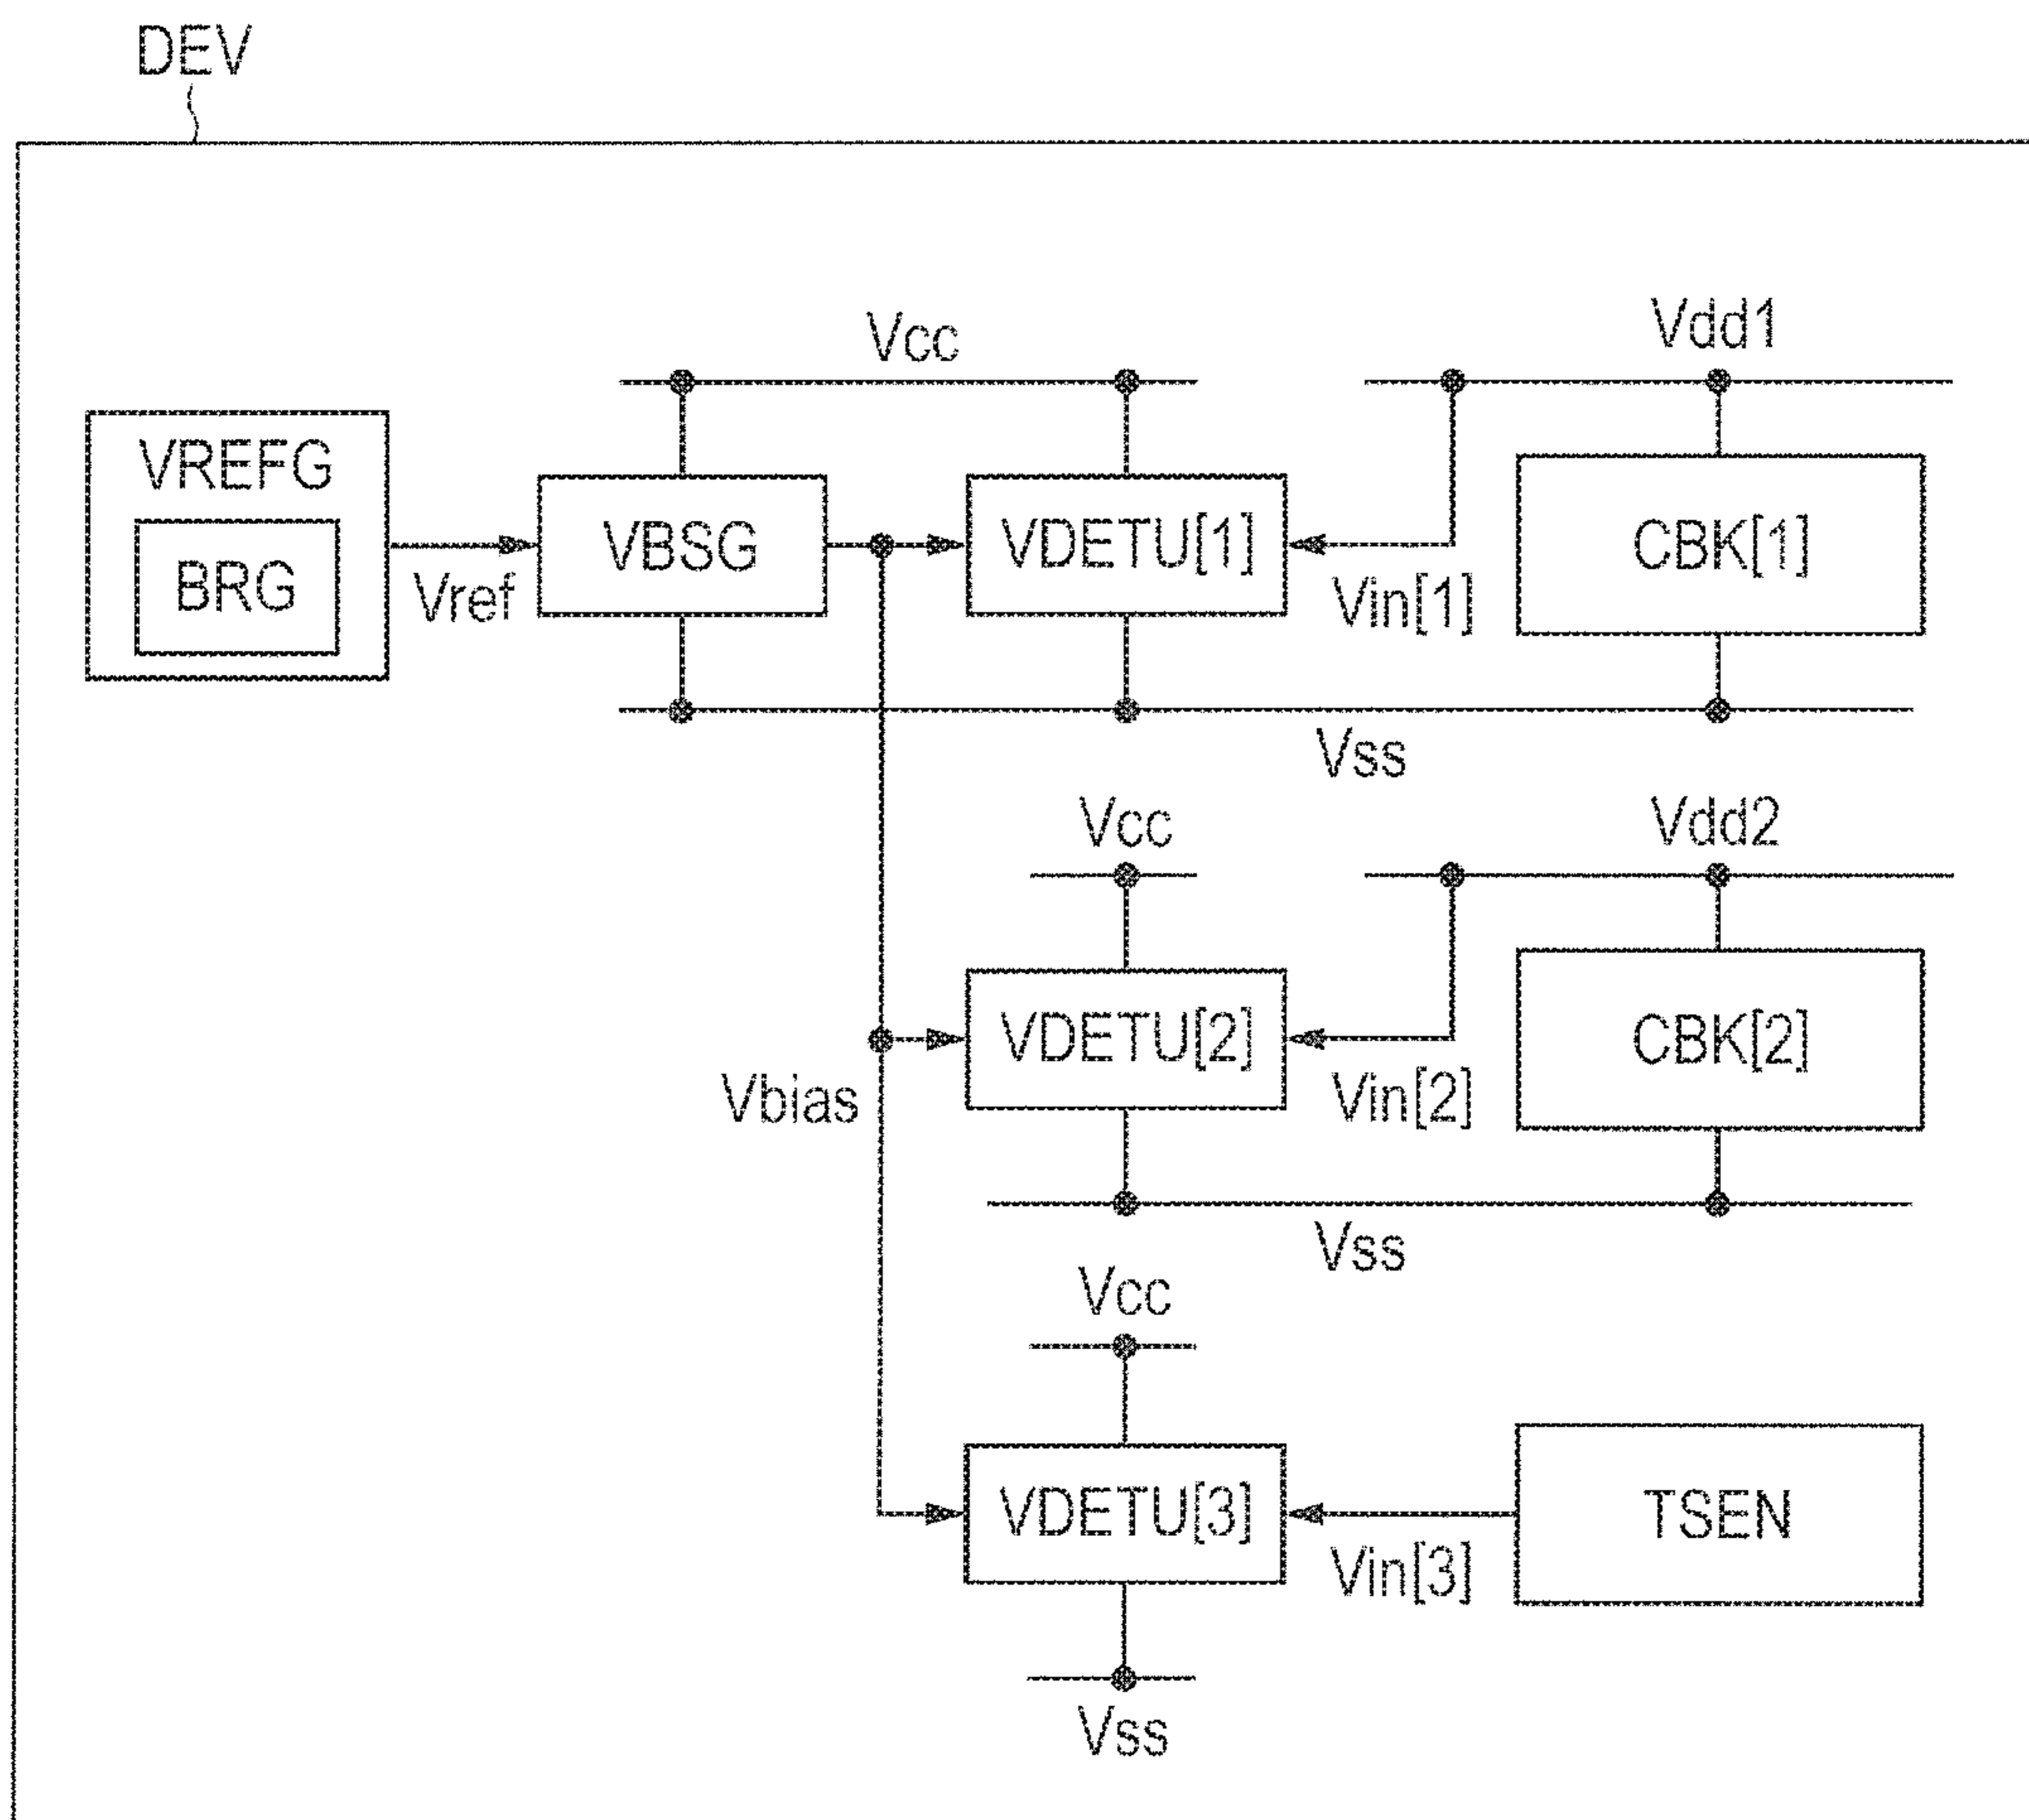 DEV
Vcc
Vdd1
VREFG
BRG
Vref
VBSG
VDETU[1]
Vin[1]
CBK[1]
Vss
Vcc
Vdd2
VDETU[2]
Vin[2]
CBK[2]
Vbias
Vss
Vcc
VDETU[3]
Vin[3]
TSEN
Vss